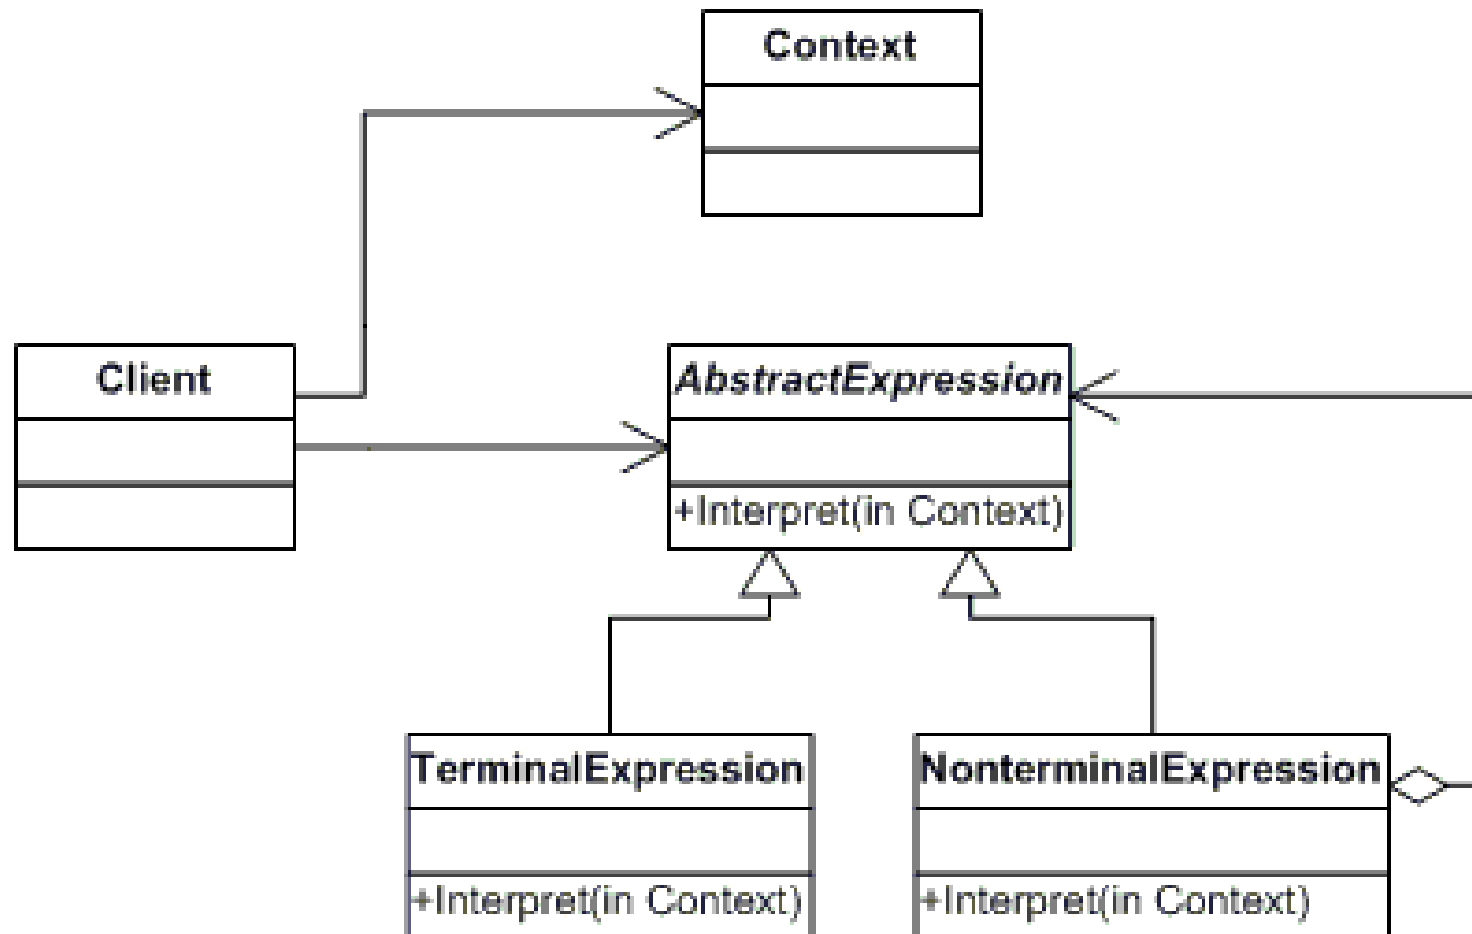 Context
Client
AbstractExpression
+Interpret(in Context)
TerminalExpression
+Interpret(in Context)
NonterminalExpression
+Interpret(in Context)